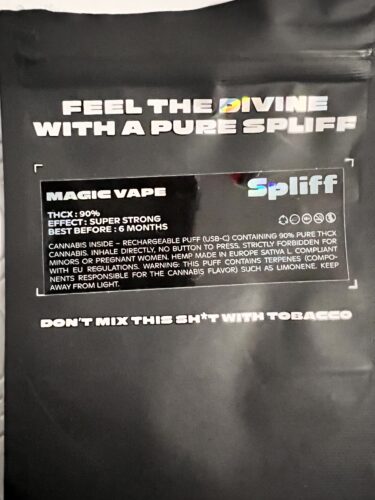 FEEL THE DIVINE
WITH A PURE SPLIFF
MAGIC VAPE
Spliff
THCX : 90%
EFFECT : SUPER STRONG
BEST BEFORE : 6 MONTHS
CANNABIS INSIDE – RECHARGEABLE PUFF (USB-C) CONTAINING 90% PURE THCX
CANNABIS. INHALE DIRECTLY, NO BUTTON TO PRESS. STRICTLY FORBIDDEN FOR
MINORS OR PREGNANT WOMEN. HEMP MADE IN EUROPE SATIVA L. COMPLIANT
WITH EU REGULATIONS. WARNING: THIS PUFF CONTAINS TERPENES (COMPO-
NENTS RESPONSIBLE FOR THE CANNABIS FLAVOR) SUCH AS LIMONENE. KEEP
AWAY FROM LIGHT.
DON'T MIX THIS SH*T WITH TOBACCO